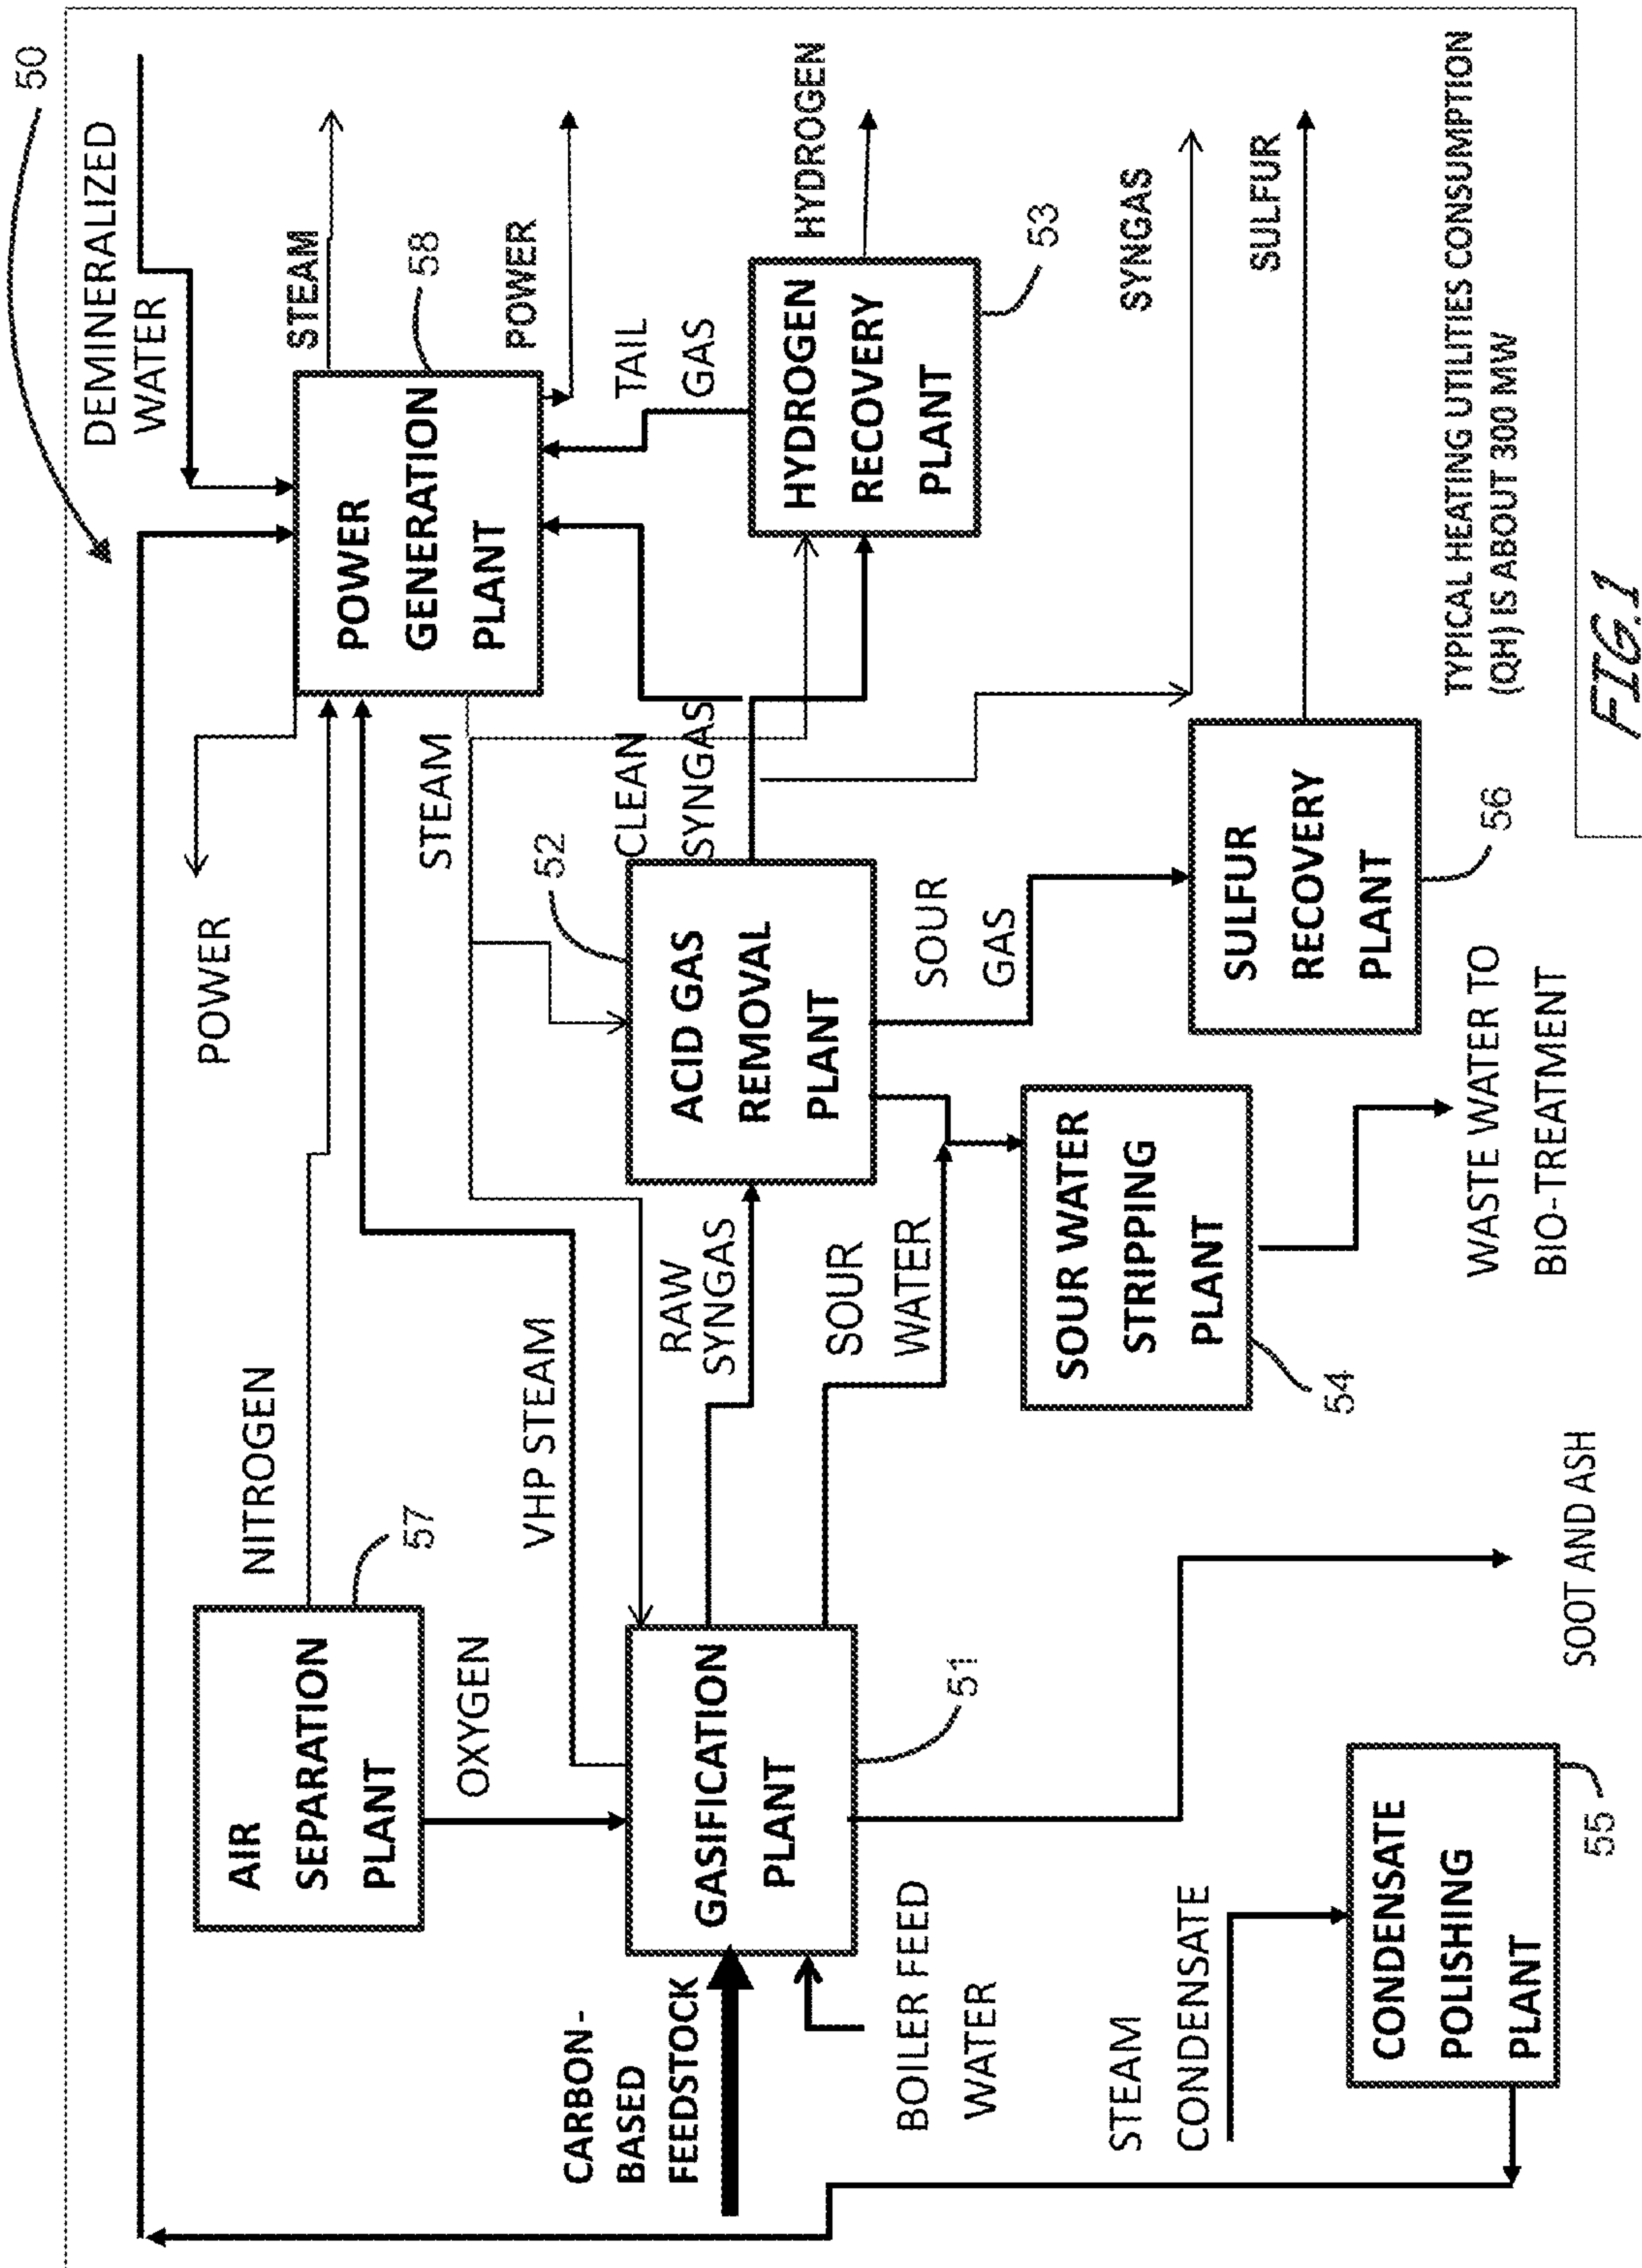 50
DEMINERALIZED
WATER
POWER
NITROGEN
STEAM
AIR
SEPARATION
PLANT
57
POWER
GENERATION
PLANT
58
POWER
STEAM
VHP STEAM
OXYGEN
CARBON-
BASED
FEEDSTOCK
GASIFICATION
PLANT
51
RAW
SYNGAS
52
ACID GAS
REMOVAL
PLANT
CLEAN
SYNGAS
TAIL
GAS
HYDROGEN
RECOVERY
PLANT
53
HYDROGEN
BOILER FEED
WATER
SOUR
WATER
SOUR
GAS
SYNGAS
STEAM
CONDENSATE
SOUR WATER
STRIPPING
PLANT
54
SULFUR
RECOVERY
PLANT
56
SULFUR
CONDENSATE
POLISHING
PLANT
55
SOOT AND ASH
WASTE WATER TO
BIO-TREATMENT
TYPICAL HEATING UTILITIES CONSUMPTION
(QH) IS ABOUT 300 MW
FIG.1